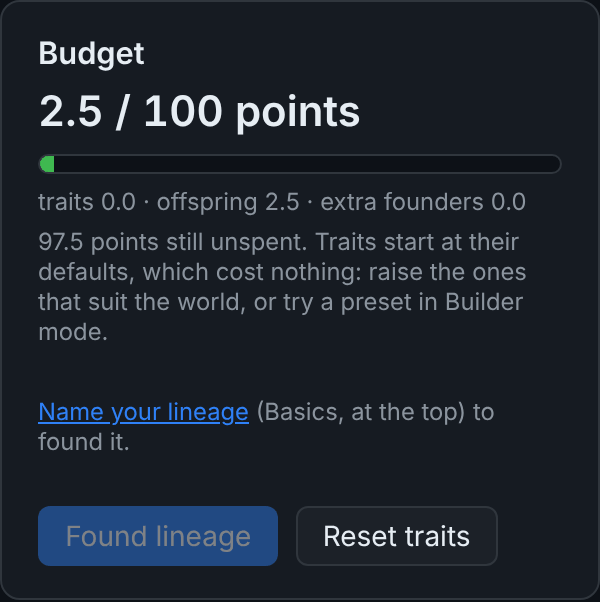 Budget
2.5 / 100 points
traits 0.0 · offspring 2.5 · extra founders 0.0
97.5 points still unspent. Traits start at their
defaults, which cost nothing: raise the ones
that suit the world, or try a preset in Builder
mode.
Name your lineage (Basics, at the top) to
found it.
Found lineage
Reset traits